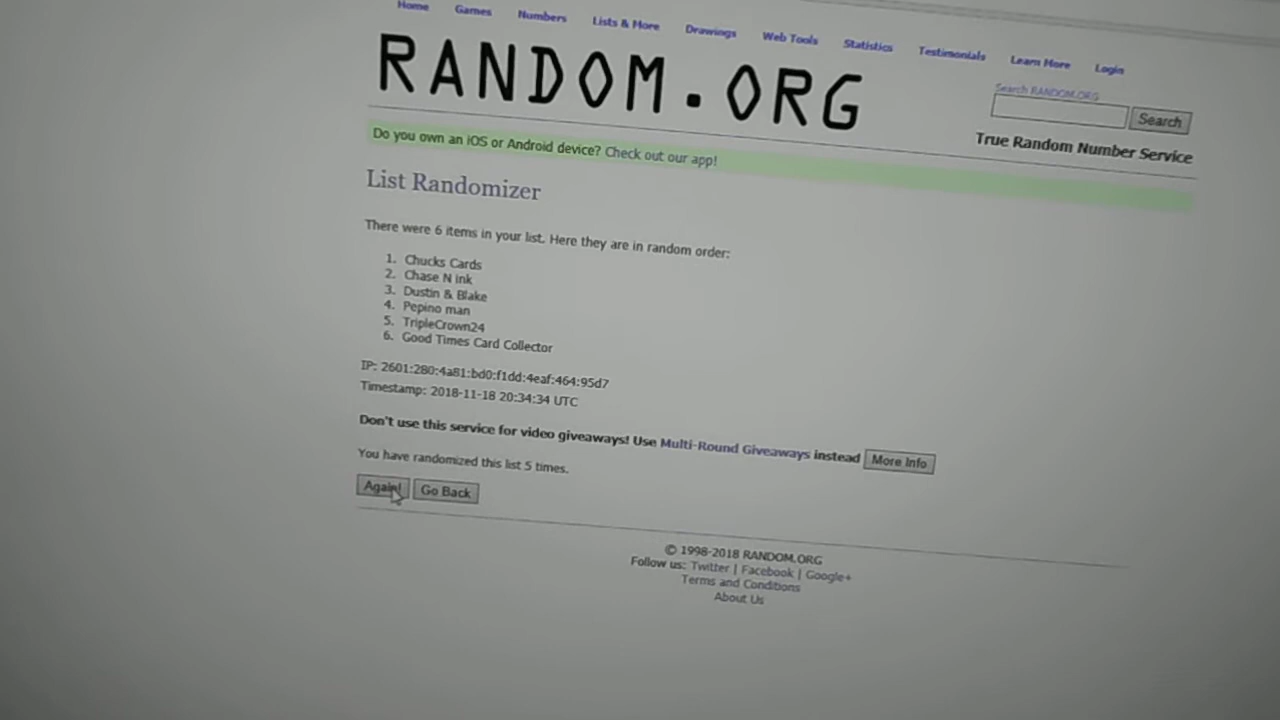 Home Games Numbers Lists & More Drawings Web Tools Statistics Testimonials Learn More Login
RANDOM.ORG
Search RANDOM.ORG
Search
True Random Number Service
Do you own an iOS or Android device? Check out our app!
List Randomizer
There were 6 items in your list. Here they are in random order:
1. Chucks Cards
2. Chase N ink
3. Dustin & Blake
4. Pepino man
5. TripleCrown24
6. Good Times Card Collector
IP: 2601:280:4a81:bd0:f1dd:4eaf:464:95d7
Timestamp: 2018-11-18 20:34:34 UTC
Don't use this service for video giveaways! Use Multi-Round Giveaways instead More Info
You have randomized this list 5 times.
Again! Go Back
© 1998-2018 RANDOM.ORG
Follow us: Twitter | Facebook | Google+
Terms and Conditions
About Us